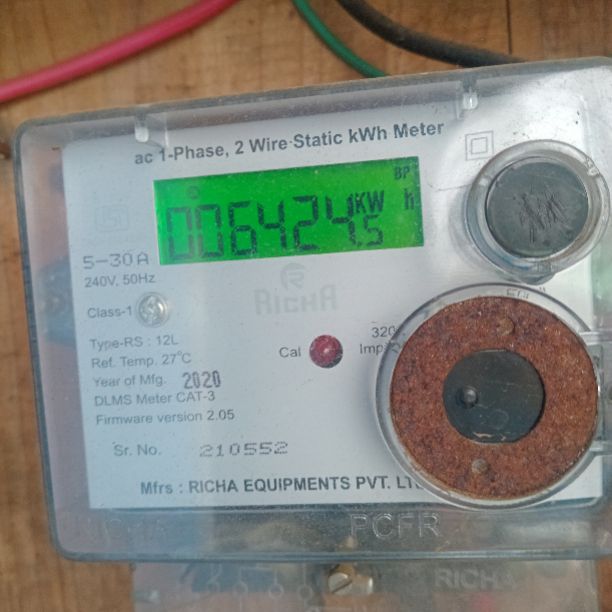 ac 1-Phase, 2 Wire Static kWh Meter
BP
006424.5 KW h
5-30A
240V, 50Hz
RICHA
Class-1
Type-RS : 12L
Cal
320
Imp
Ref. Temp. 27°C
Year of Mfg. 2020
DLMS Meter CAT-3
Firmware version 2.05
Sr. No. 210552
Mfrs : RICHA EQUIPMENTS PVT. LT
RICHA